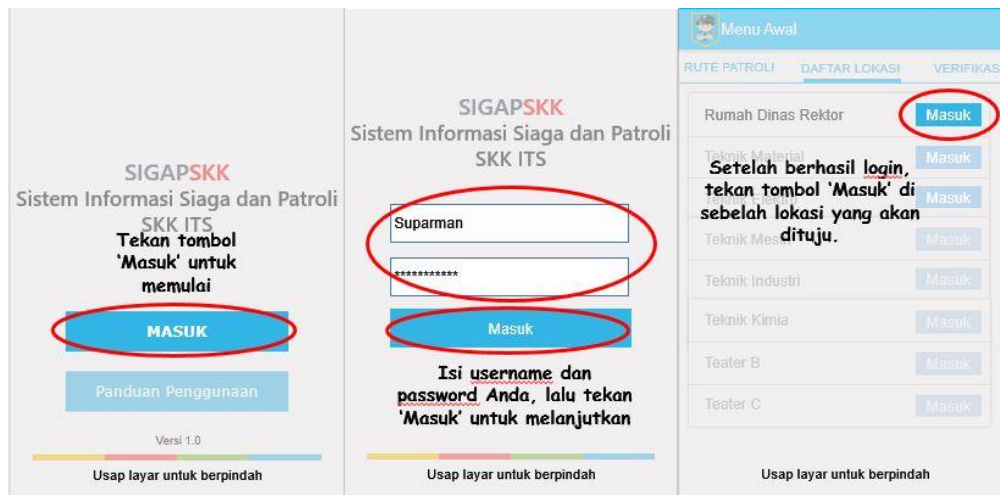 SIGAPSKK
Sistem Informasi Siaga dan Patroli
SKK ITS
Tekan tombol
'Masuk' untuk
memulai
MASUK
Panduan Penggunaan
Versi 1.0
Usap layar untuk berpindah
SIGAPSKK
Sistem Informasi Siaga dan Patroli
SKK ITS
Suparman
***********
Masuk
Isi username dan
password Anda, lalu tekan
'Masuk' untuk melanjutkan
Usap layar untuk berpindah
Menu Awal
RUTE PATROLI DAFTAR LOKASI VERIFIKAS
Rumah Dinas Rektor Masuk
Teknik Material Masuk
Setelah berhasil login,
tekan tombol 'Masuk' di
sebelah lokasi yang akan
dituju.
Masuk
Teknik Mesin Masuk
Teknik Industri Masuk
Teknik Kimia Masuk
Teater B Masuk
Teater C Masuk
Usap layar untuk berpindah